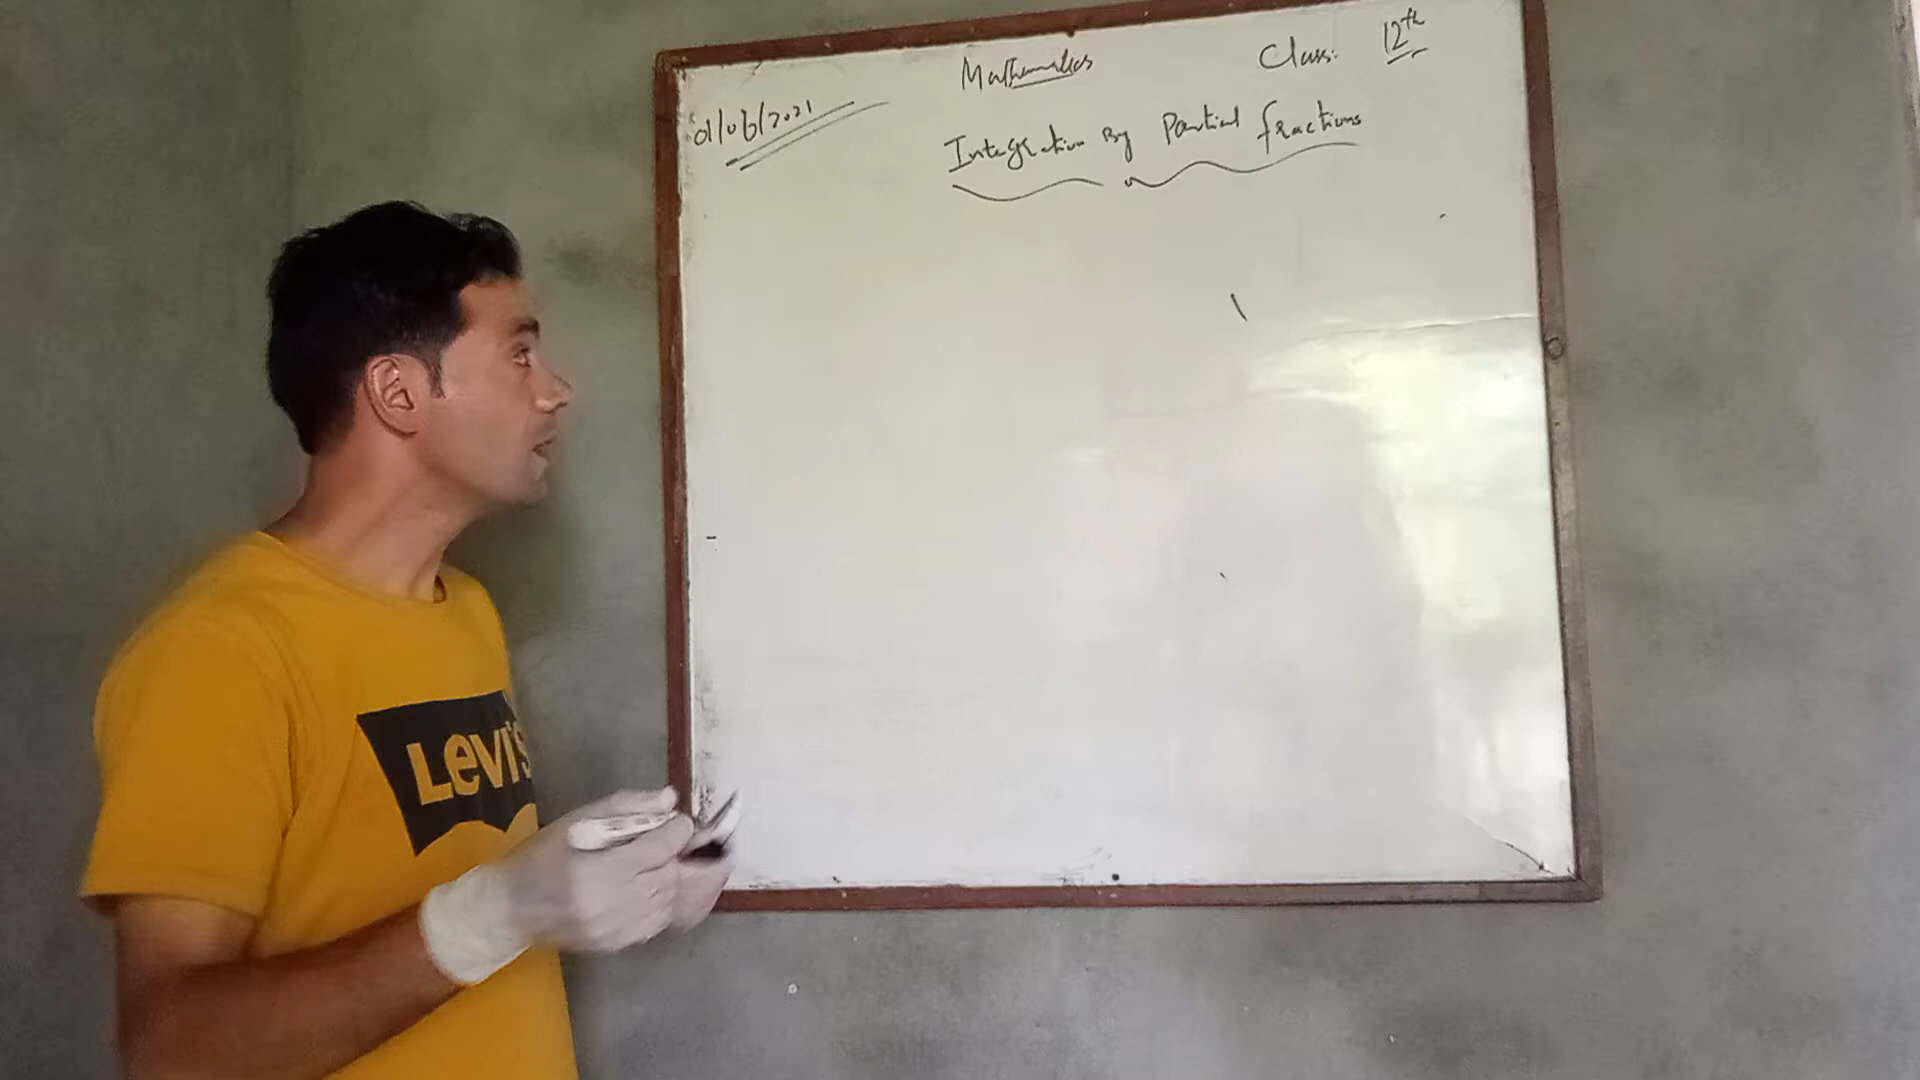 Mathematics Class: 12th
01/06/2021
Integration By Partial fractions
Levi's